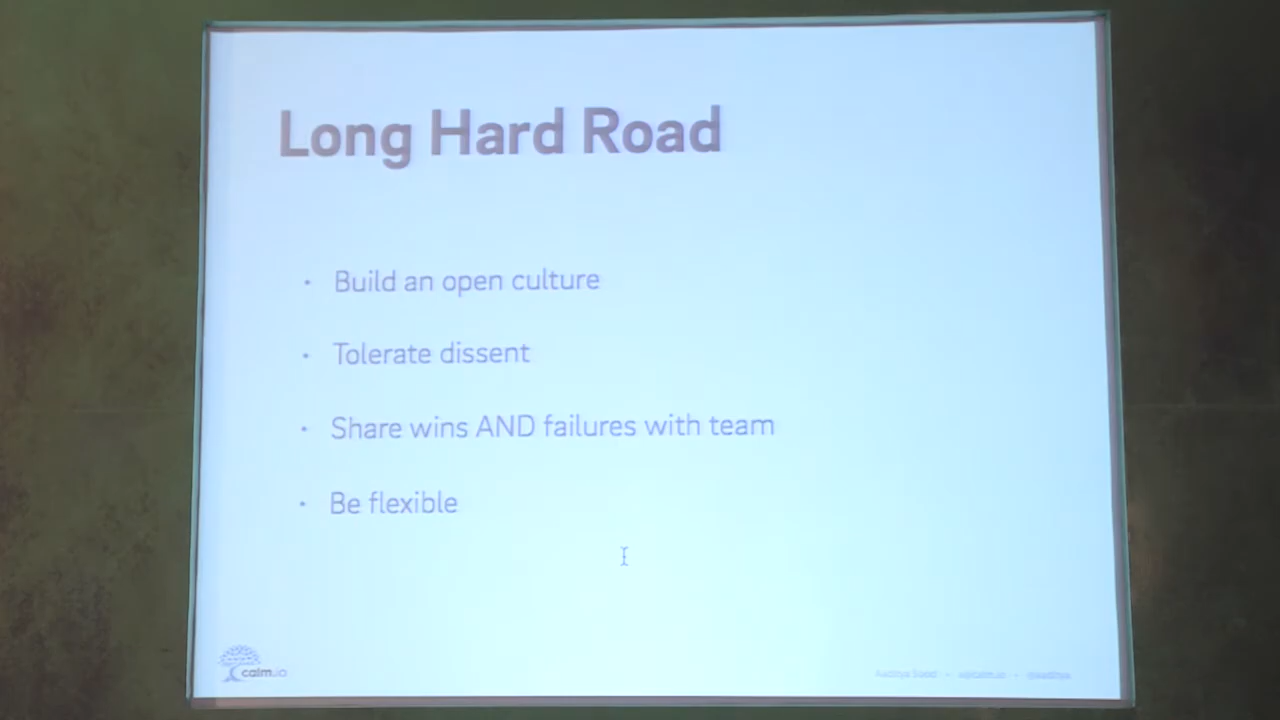 Long Hard Road
• Build an open culture
• Tolerate dissent
• Share wins AND failures with team
• Be flexible
calm.io